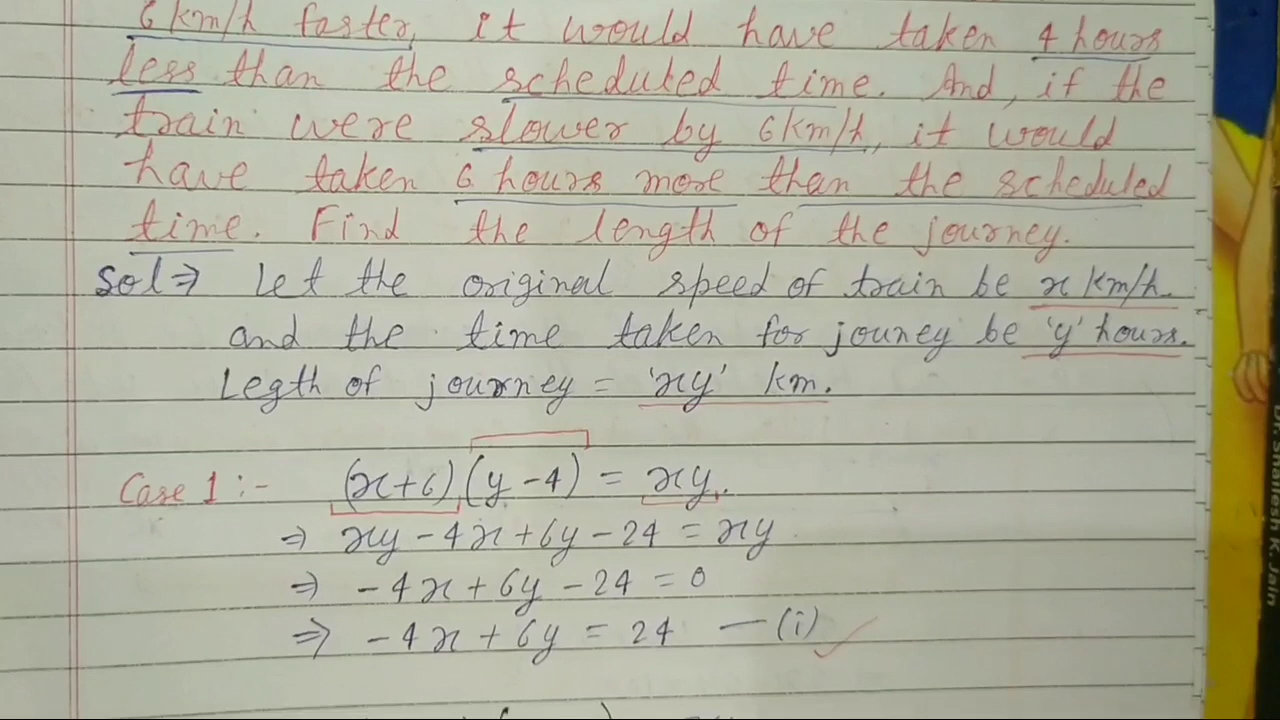 6 km/h faster, it would have taken 4 hours
less than the scheduled time. And, if the
train were slower by 6 km/h, it would
have taken 6 hours more than the scheduled
time. Find the length of the journey.
Sol ⇒ Let the original speed of train be x km/h
and the time taken for jouney be 'y' hours.
Legth of journey = 'xy' km.
Case 1 :- (x+6) (y-4) = xy.
⇒ xy - 4x + 6y - 24 = xy
⇒ - 4x + 6y - 24 = 0
⇒ - 4x + 6y = 24 — (i)
Shailesh K. Jain